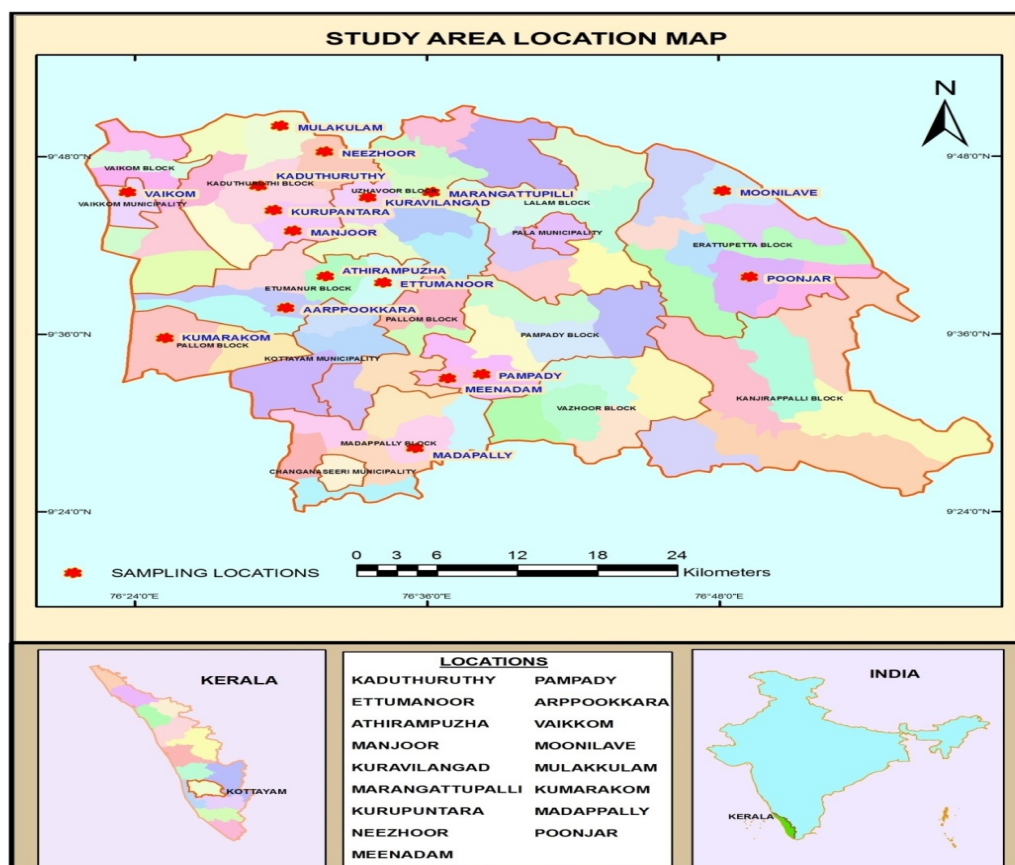 STUDY AREA LOCATION MAP
N
MULAKULAM
9°48'0"N
NEEZHOOR
9°48'0"N
VAIKOM BLOCK
KADUTHURUTHY
KADUTHURUTHI BLOCK
UZHAVOOR BLOCK
VAIKOM
MARANGATTUPILLI
MOONILAVE
VAIKKOM MUNICIPALITY
KURAVILANGAD
LALAM BLOCK
KURUPANTARA
MANJOOR
PALA MUNICIPALITY
ERATTUPETTA BLOCK
ATHIRAMPUZHA
POONJAR
ETUMANUR BLOCK
ETTUMANOOR
AARPPOOKKARA
PALLOM BLOCK
9°36'0"N
KUMARAKOM
PAMPADY BLOCK
9°36'0"N
PALLOM BLOCK
KOTTAYAM MUNICIPALITY
PAMPADY
MEENADAM
KANJIRAPPALLI BLOCK
VAZHOOR BLOCK
MADAPPALLY BLOCK
MADAPALLY
CHANGANASEERI MUNICIPALITY
9°24'0"N
9°24'0"N
0 3 6 12 18 24
Kilometers
SAMPLING LOCATIONS
76°24'0"E
76°36'0"E
76°48'0"E
KERALA
KOTTAYAM
LOCATIONS
KADUTHURUTHY PAMPADY
ETTUMANOOR ARPPOOKKARA
ATHIRAMPUZHA VAIKKOM
MANJOOR MOONILAVE
KURAVILANGAD MULAKKULAM
MARANGATTUPALLI KUMARAKOM
KURUPUNTARA MADAPPALLY
NEEZHOOR POONJAR
MEENADAM
INDIA
KERALA